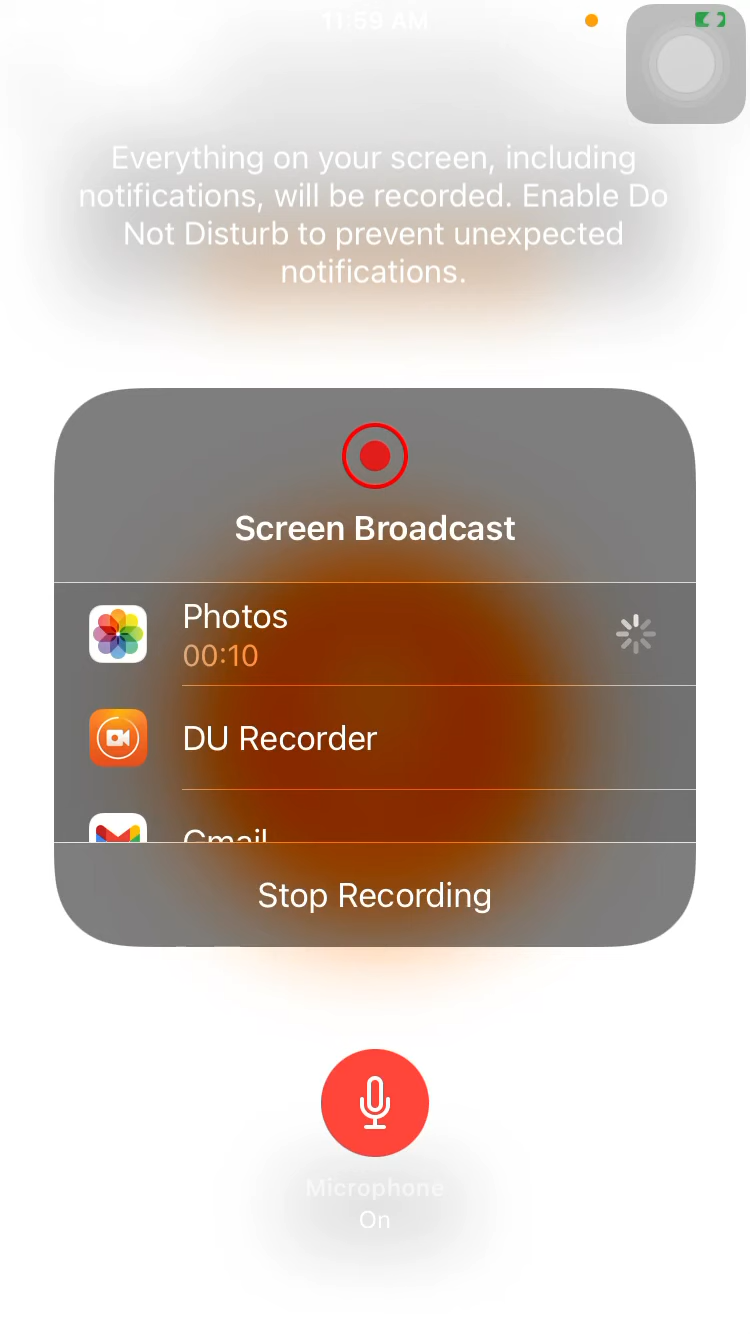 11:59 AM
Everything on your screen, including
notifications, will be recorded. Enable Do
Not Disturb to prevent unexpected
notifications.
Screen Broadcast
Photos
00:10
DU Recorder
Gmail
Stop Recording
Microphone
On